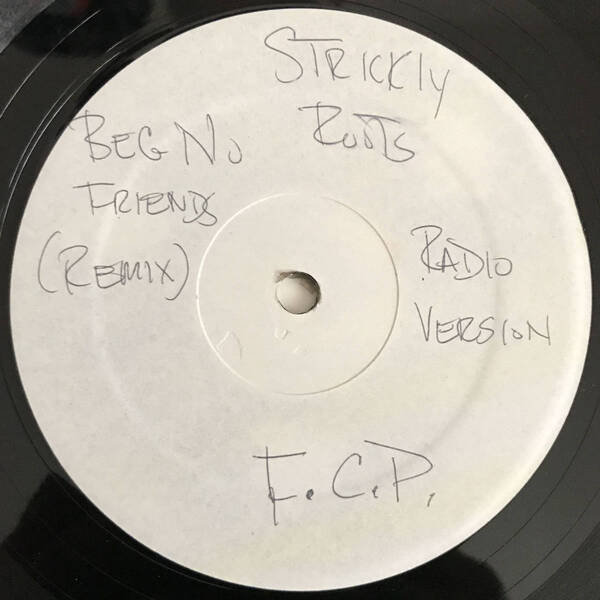 STRICKLY
ROOTS
BEG NO
FRIENDS
(REMIX)
RADIO
VERSION
F.C.P.